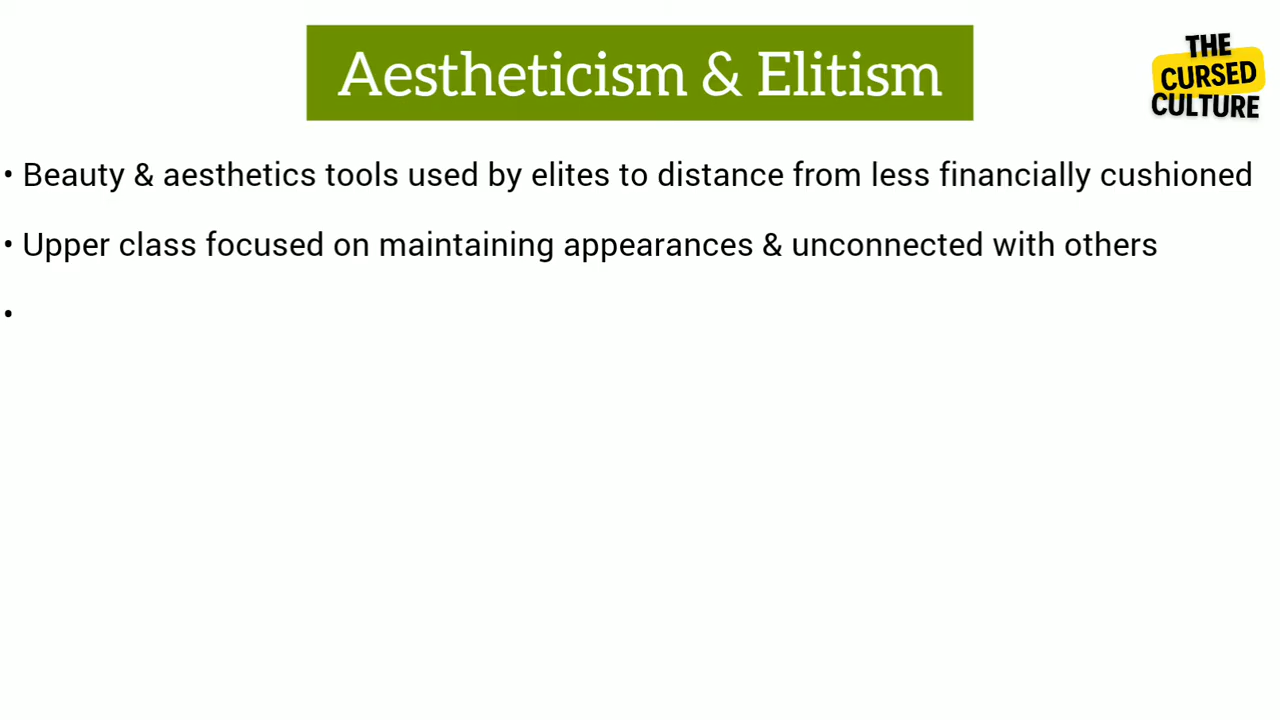 Aestheticism & Elitism
THE
CURSED
CULTURE
• Beauty & aesthetics tools used by elites to distance from less financially cushioned
• Upper class focused on maintaining appearances & unconnected with others
•